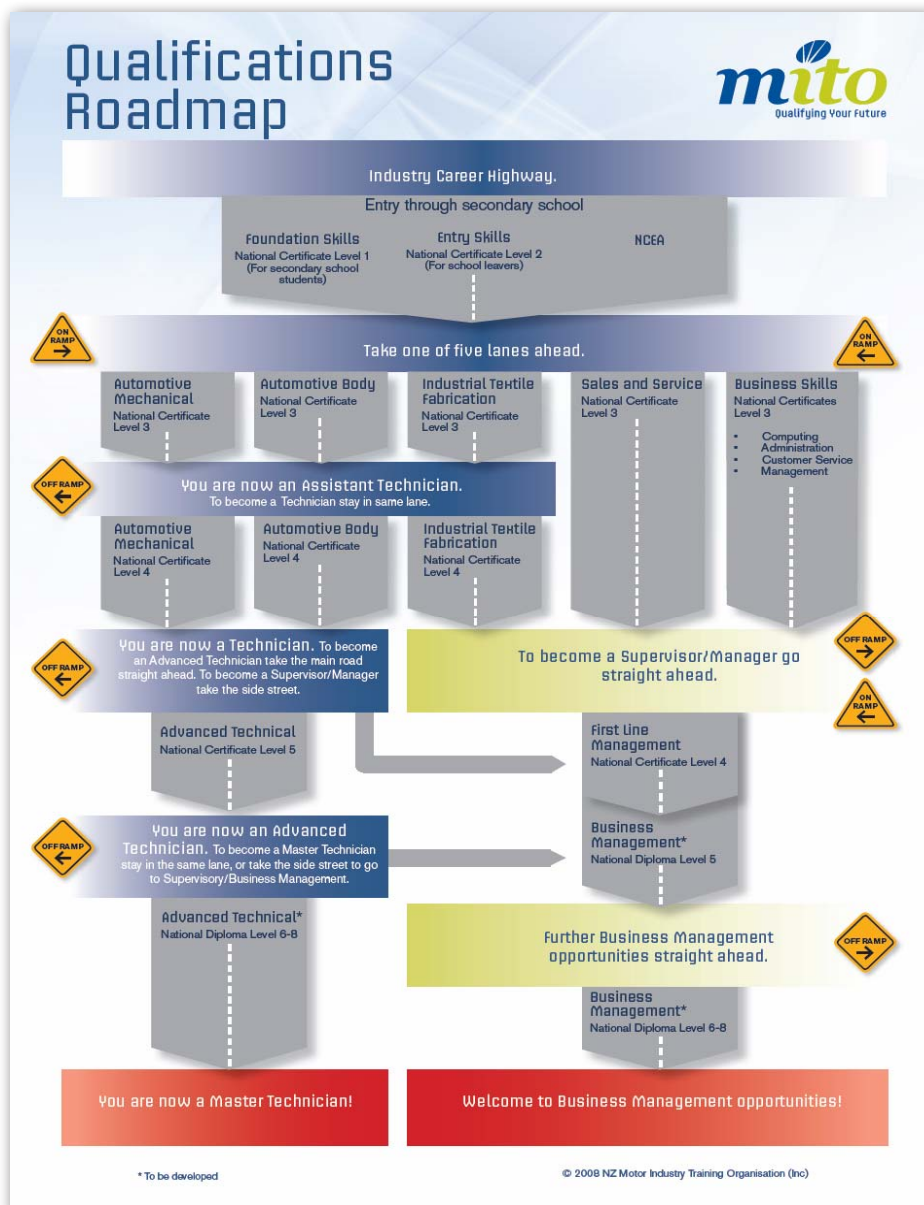 Qualifications
Roadmap
mito
Qualifying Your Future
Industry Career Highway.
Entry through secondary school
Foundation Skills
National Certificate Level 1
(For secondary school
students)
Entry Skills
National Certificate Level 2
(For school leavers)
NCEA
ON
RAMP
Take one of five lanes ahead.
ON
RAMP
Automotive
Mechanical
National Certificate
Level 3
Automotive Body
National Certificate
Level 3
Industrial Textile
Fabrication
National Certificate
Level 3
Sales and Service
National Certificate
Level 3
Business Skills
National Certificates
Level 3
• Computing
• Administration
• Customer Service
• Management
OFF RAMP
You are now an Assistant Technician.
To become a Technician stay in same lane.
Automotive
Mechanical
National Certificate
Level 4
Automotive Body
National Certificate
Level 4
Industrial Textile
Fabrication
National Certificate
Level 4
OFF RAMP
You are now a Technician. To become
an Advanced Technician take the main road
straight ahead. To become a Supervisor/Manager
take the side street.
To become a Supervisor/Manager go
straight ahead.
OFF RAMP
ON
RAMP
Advanced Technical
National Certificate Level 5
First Line
Management
National Certificate Level 4
OFF RAMP
You are now an Advanced
Technician. To become a Master Technician
stay in the same lane, or take the side street to go
to Supervisory/Business Management.
Business
Management*
National Diploma Level 5
Advanced Technical*
National Diploma Level 6-8
Further Business Management
opportunities straight ahead.
OFF RAMP
Business
Management*
National Diploma Level 6-8
You are now a Master Technician!
Welcome to Business Management opportunities!
* To be developed
© 2008 NZ Motor Industry Training Organisation (Inc)